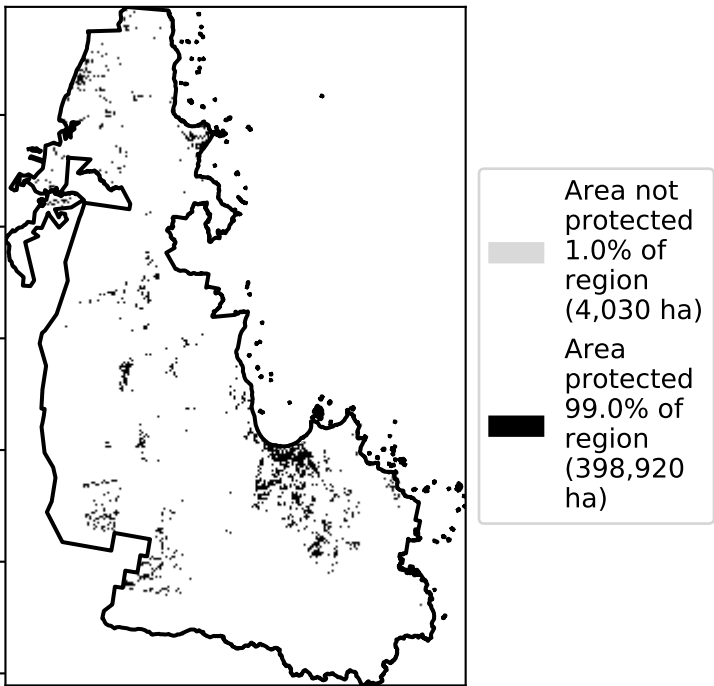 Area not
protected
1.0% of
region
(4,030 ha)
Area
protected
99.0% of
region
(398,920
ha)